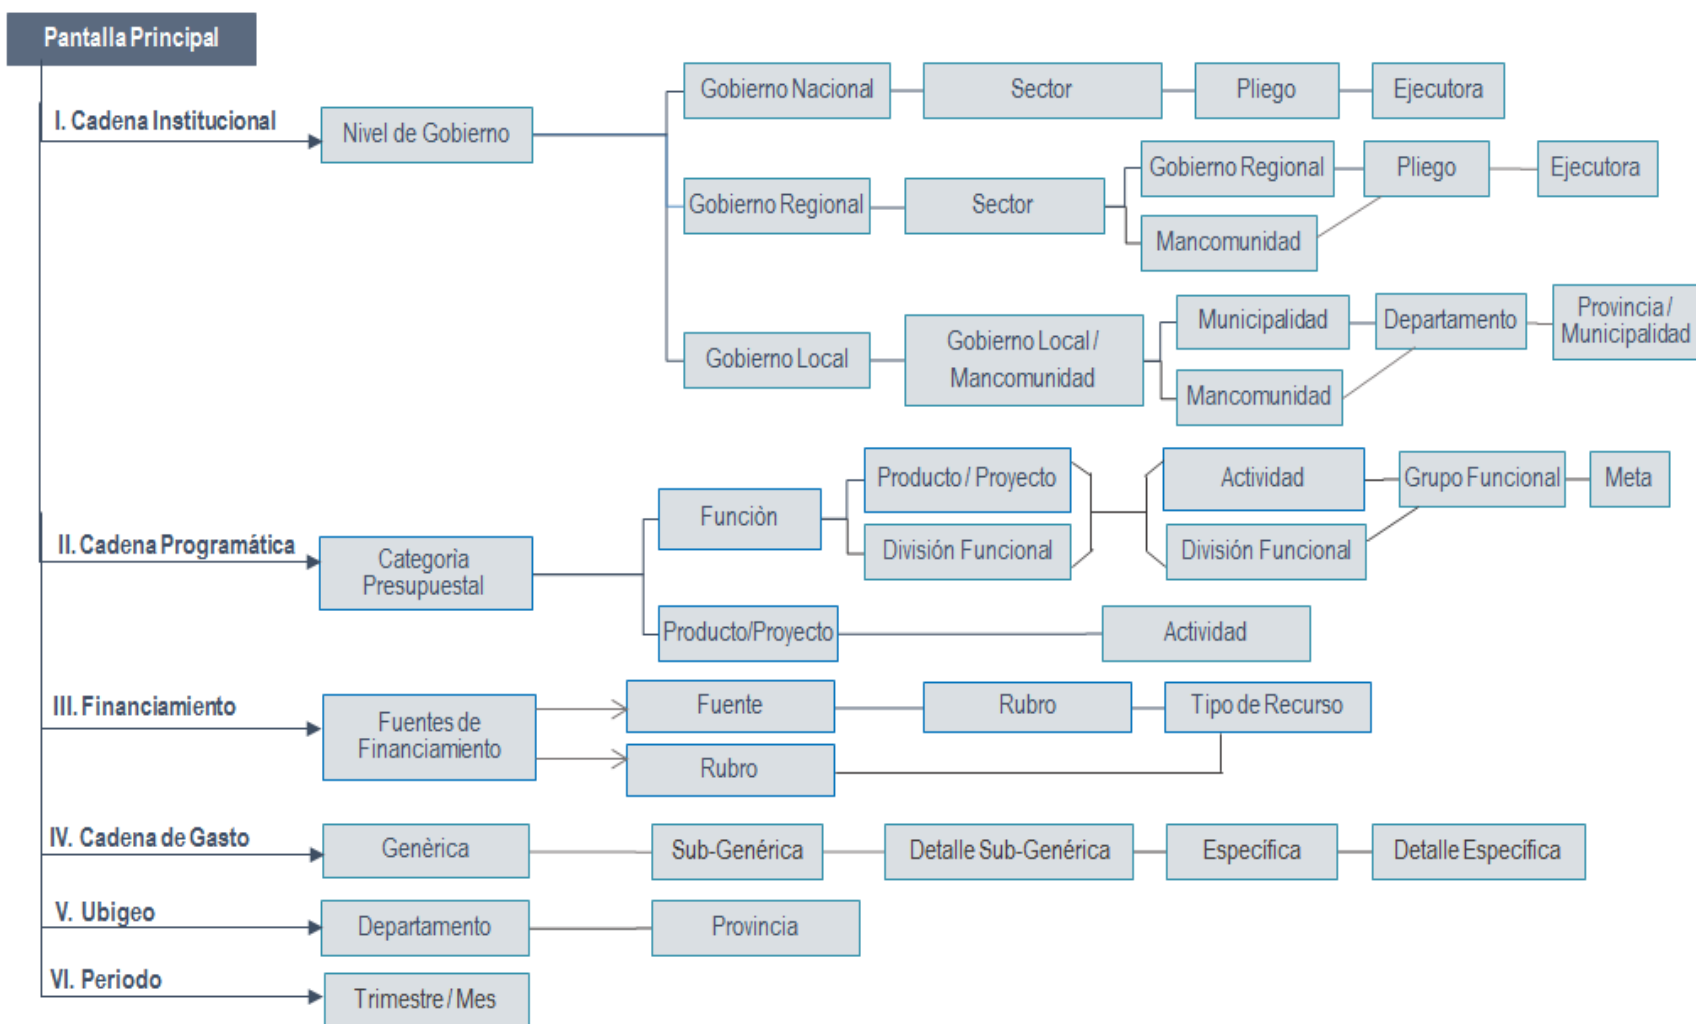 Pantalla Principal
I. Cadena Institucional
Nivel de Gobierno
Gobierno Nacional
Sector
Pliego
Ejecutora
Gobierno Regional
Sector
Gobierno Regional
Pliego
Ejecutora
Mancomunidad
Gobierno Local
Gobierno Local /
Mancomunidad
Municipalidad
Departamento
Provincia /
Municipalidad
Mancomunidad
II. Cadena Programática
Categorìa
Presupuestal
Funciòn
Producto / Proyecto
División Funcional
Actividad
Grupo Funcional
Meta
División Funcional
Producto/Proyecto
Actividad
III. Financiamiento
Fuentes de
Financiamiento
Fuente
Rubro
Tipo de Recurso
Rubro
IV. Cadena de Gasto
Genèrica
Sub-Genérica
Detalle Sub-Genérica
Específica
Detalle Específica
V. Ubigeo
Departamento
Provincia
VI. Periodo
Trimestre / Mes